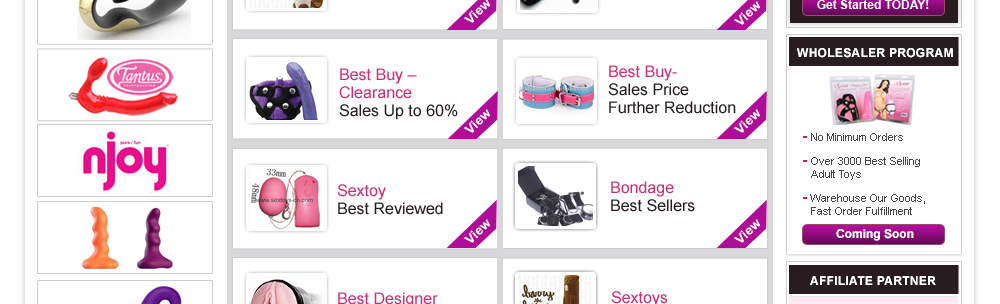 Get Started TODAY!
View
View
Tantus
INCORPORATED
Best Buy –
Clearance
Sales Up to 60%
View
Best Buy-
Sales Price
Further Reduction
View
WHOLESALER PROGRAM
No Minimum Orders
Over 3000 Best Selling
Adult Toys
Warehouse Our Goods,
Fast Order Fulfillment
Coming Soon
pure / fun
njoy
33mm
48mm
www.sextoys-cn.com
Sextoy
Best Reviewed
View
Bondage
Best Sellers
View
AFFILIATE PARTNER
Best Designer
Sextoys